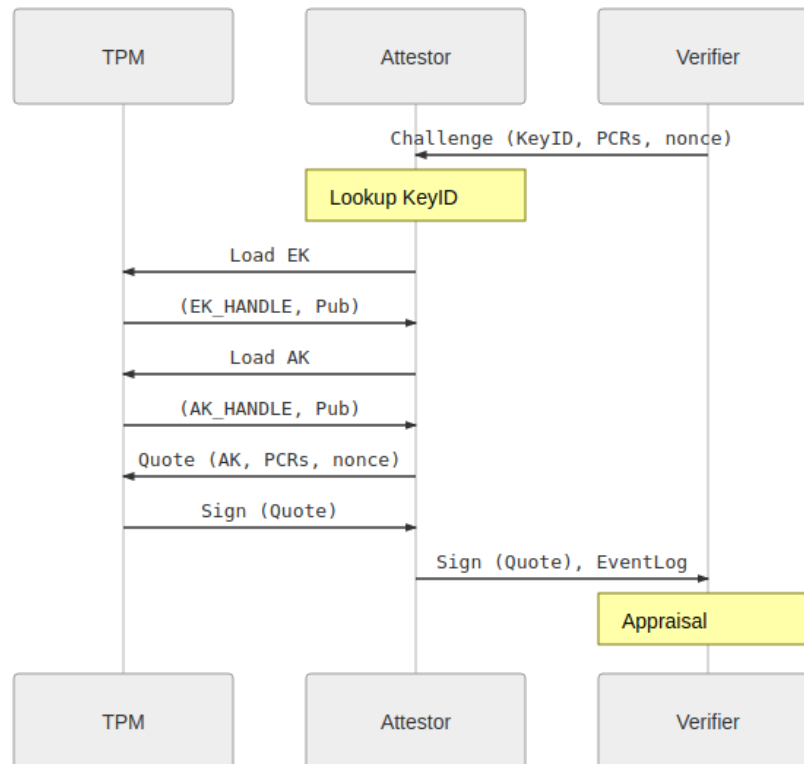 TPM
Attestor
Verifier
Challenge (KeyID, PCRs, nonce)
Lookup KeyID
Load EK
(EK_HANDLE, Pub)
Load AK
(AK_HANDLE, Pub)
Quote (AK, PCRs, nonce)
Sign (Quote)
Sign (Quote), EventLog
Appraisal
TPM
Attestor
Verifier